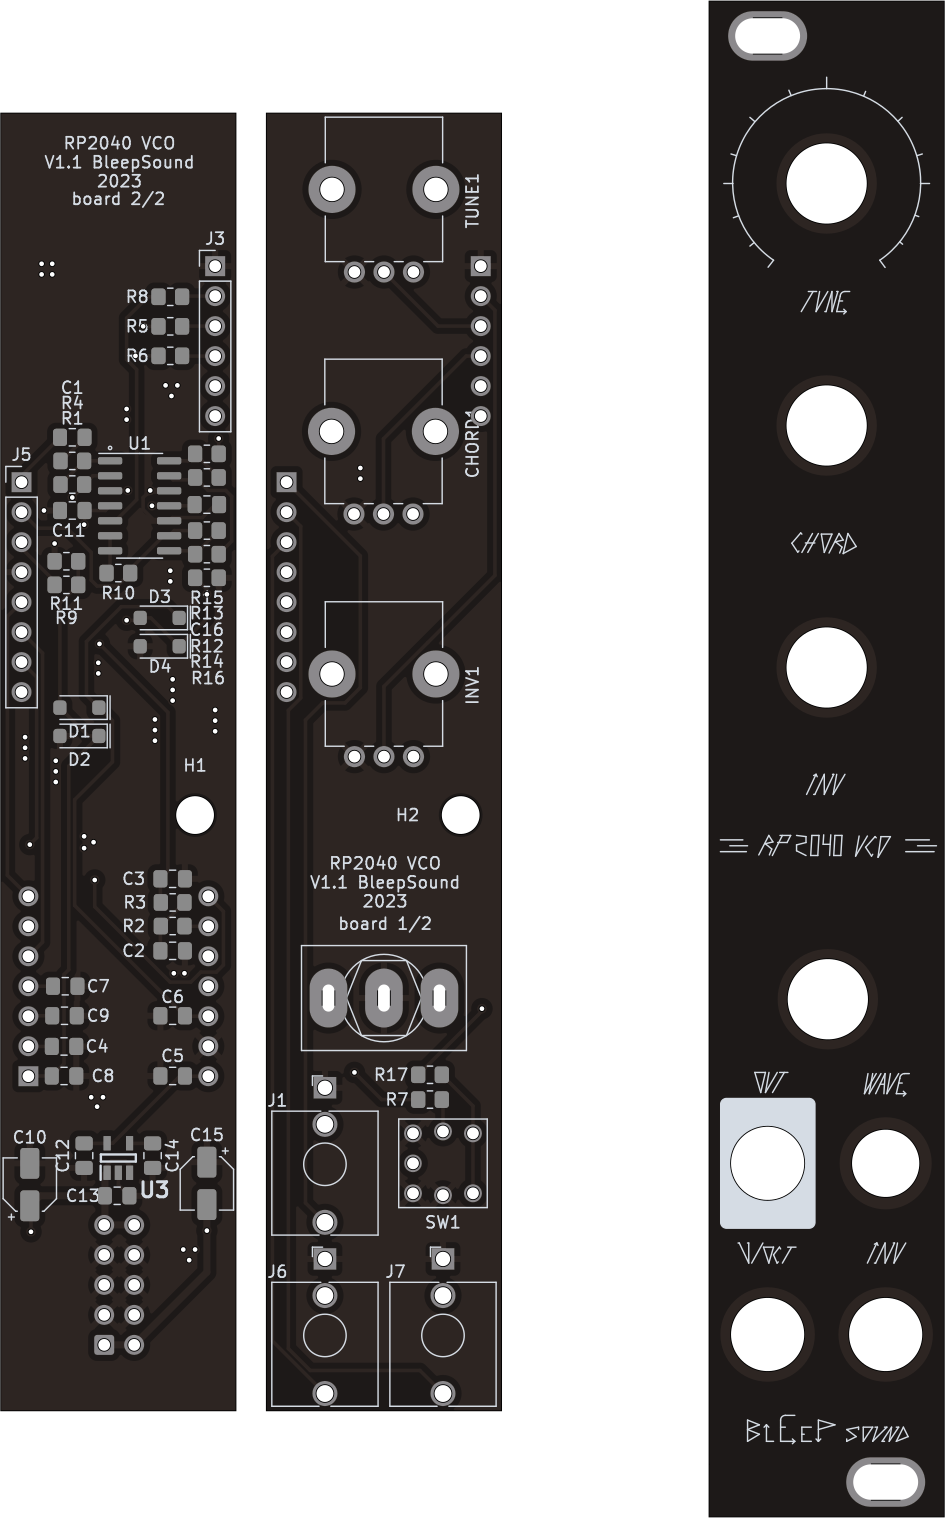 RP2040 VCO
V1.1 BleepSound
2023
board 2/2
J3
R8
R5
R6
C1
R4
R1
U1
J5
C11
R11
R9
R10
D3
D4
R15
R13
C16
R12
R14
R16
D1
D2
H1
C3
R3
R2
C2
C7
C6
C9
C4
C5
C8
C10
C12
C14
C15
C13
U3
+
+
TUNE1
CHORD1
INV1
H2
RP2040 VCO
V1.1 BleepSound
2023
board 1/2
R17
R7
J1
SW1
J6
J7
TUNE
CHORD
INV
RP2040 VCO
OUT
WAVE
V/OCT
INV
BLEEP SOUND